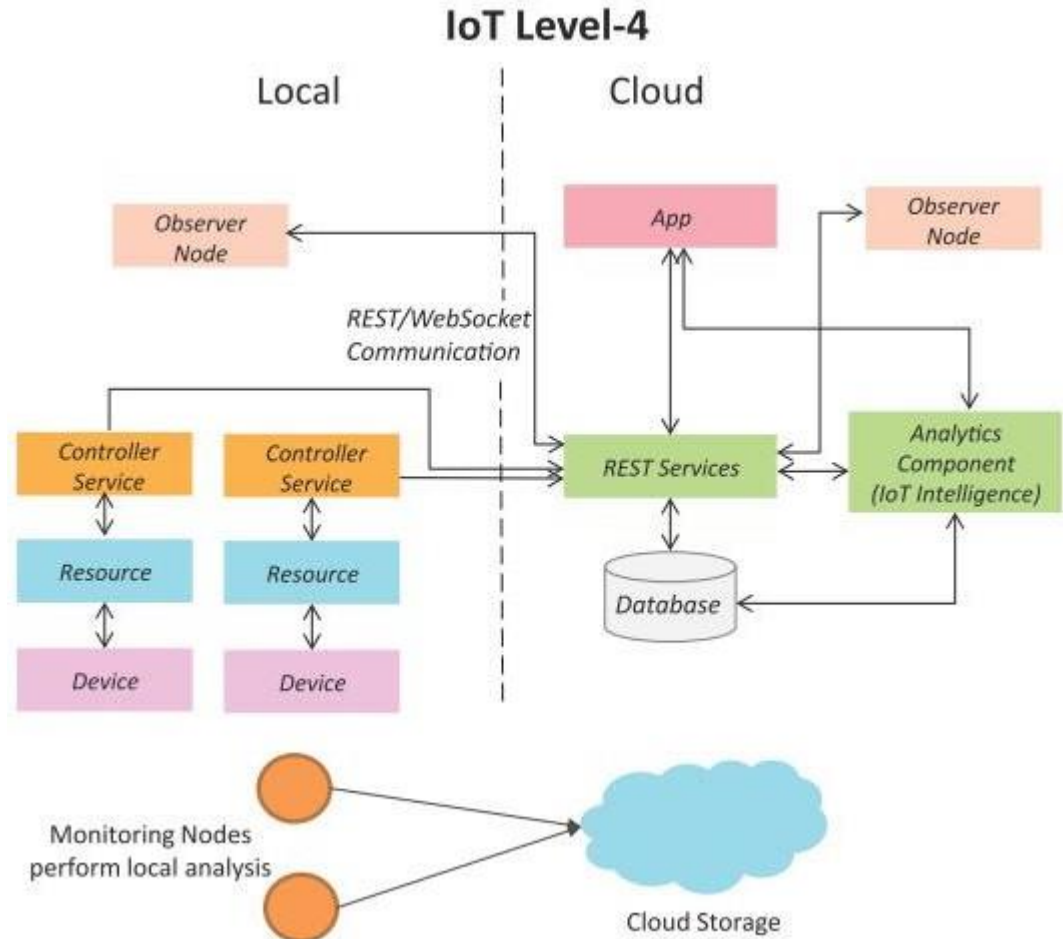 IoT Level-4
Local
Cloud
Observer
Node
App
Observer
Node
REST/WebSocket
Communication
Controller
Service
Controller
Service
REST Services
Analytics
Component
(IoT Intelligence)
Resource
Resource
Database
Device
Device
Monitoring Nodes
perform local analysis
Cloud Storage